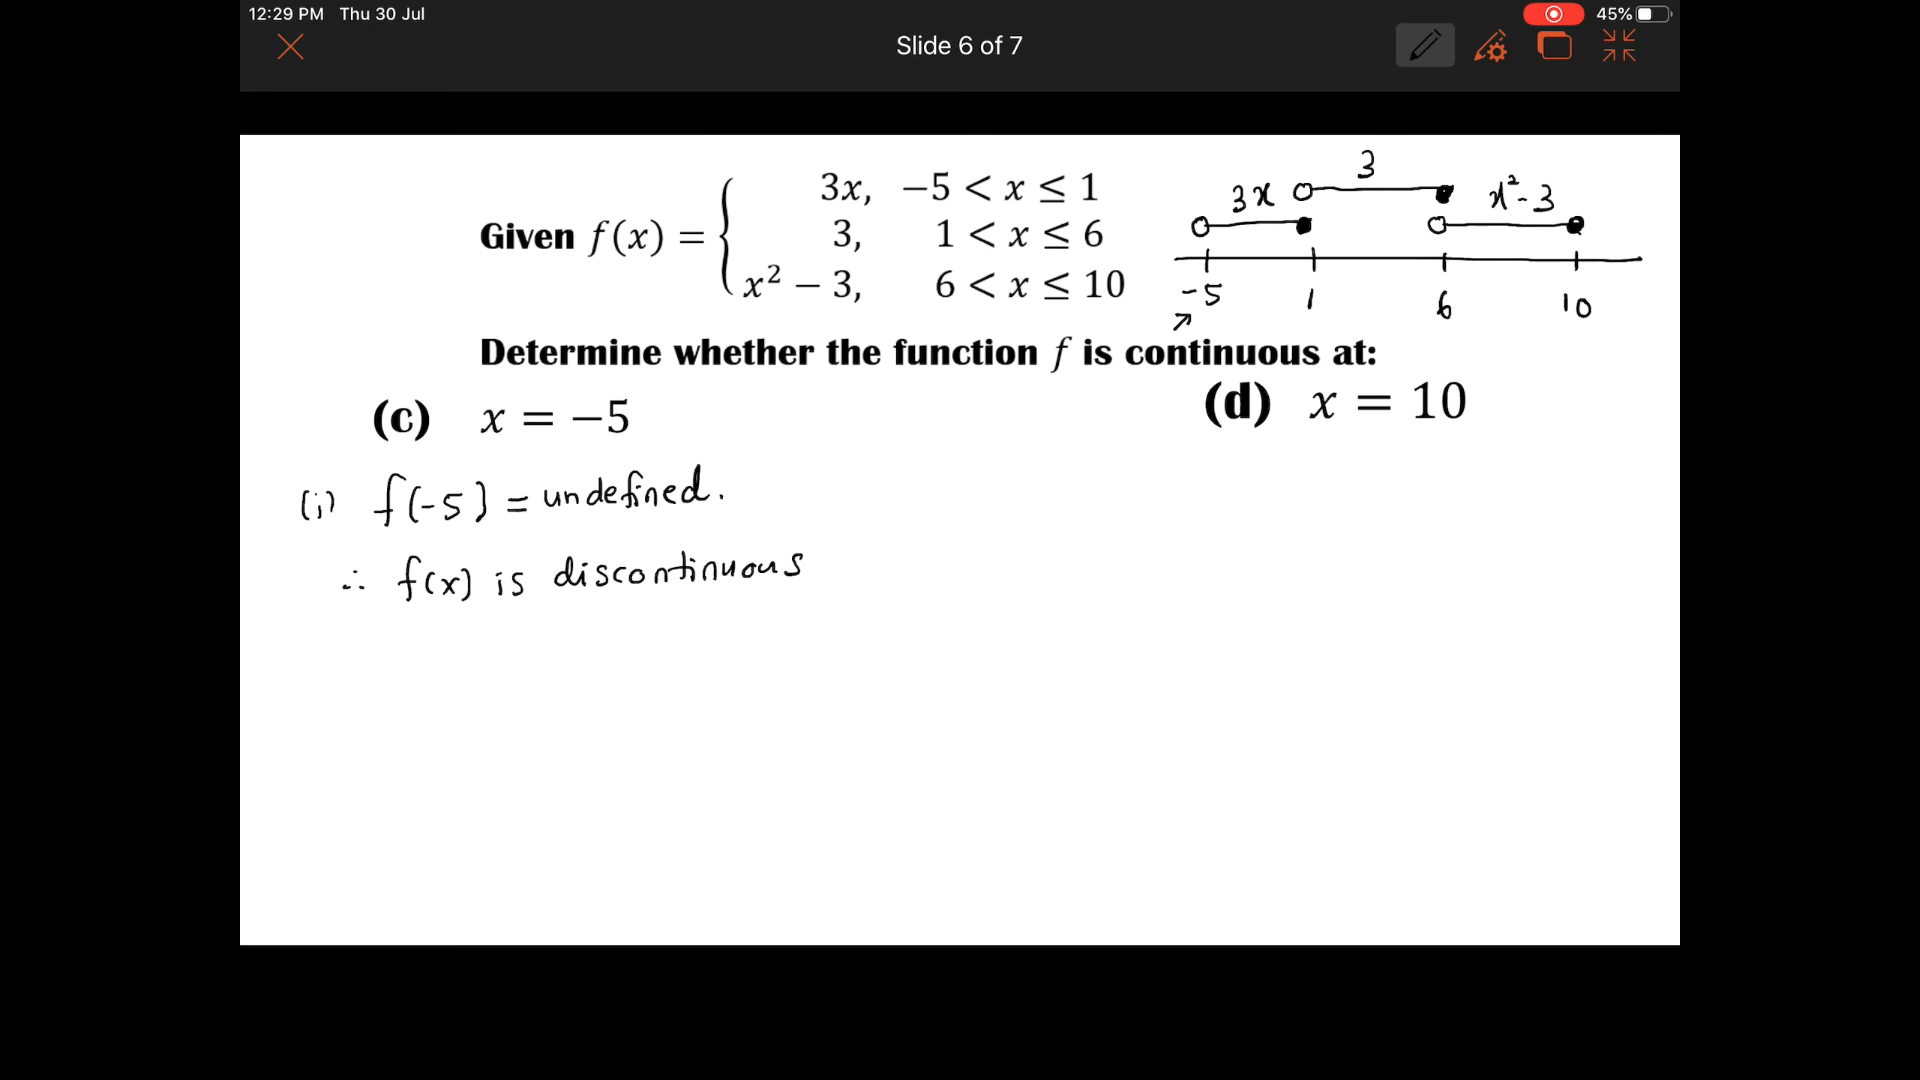 12:29 PM Thu 30 Jul
45%
Slide 6 of 7
Given f(x) = { 3x, −5 < x ≤ 1
3, 1 < x ≤ 6
x² − 3, 6 < x ≤ 10
3x 3 x² - 3
-5 1 6 10
Determine whether the function f is continuous at:
(c) x = −5
(d) x = 10
(i) f(-5) = undefined.
∴ f(x) is discontinuous